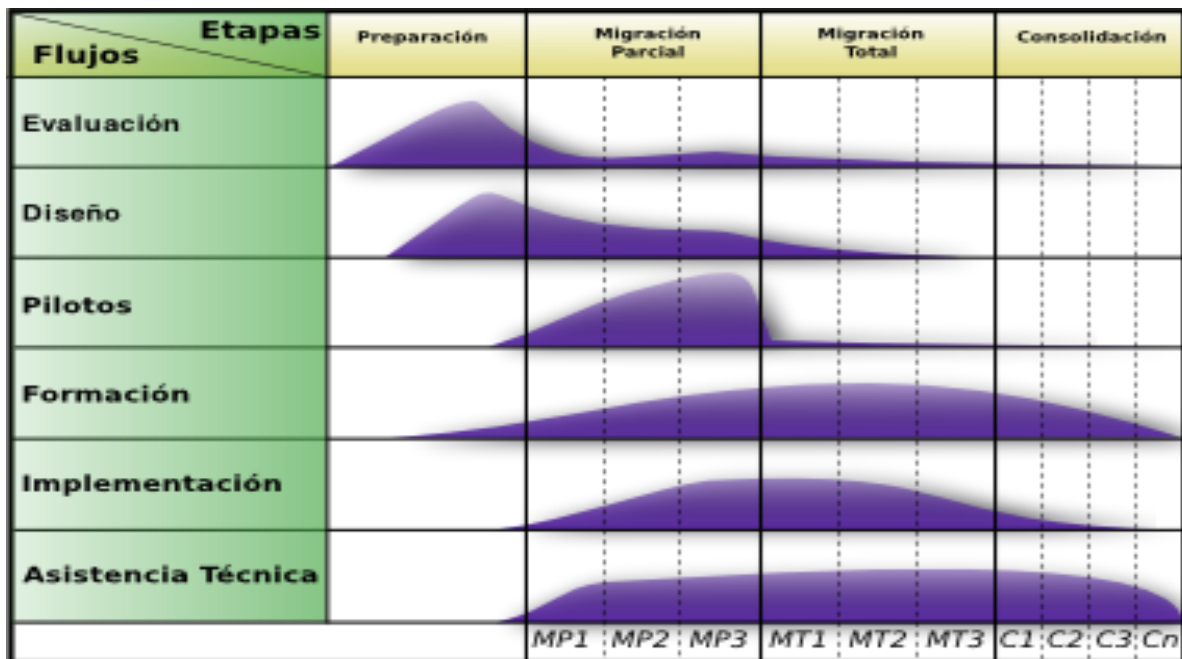 Etapas
Flujos
Preparación
Migración
Parcial
Migración
Total
Consolidación
Evaluación
Diseño
Pilotos
Formación
Implementación
Asistencia Técnica
MP1 MP2 MP3 MT1 MT2 MT3 C1 C2 C3 Cn